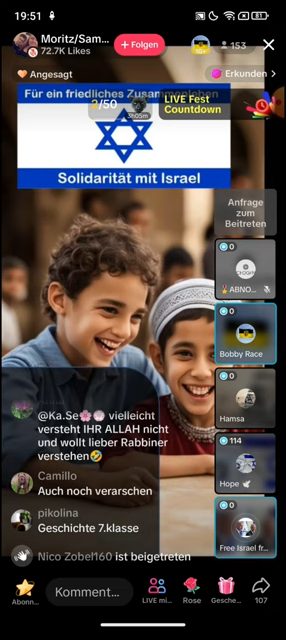 19:51
81
Moritz/Sam...
72.7K Likes
+ Folgen
153
Angesagt
Erkunden >
Für ein friedliches Zusammenleben
2/50
3h05m
LIVE Fest
Countdown
Solidarität mit Israel
Anfrage
zum
Beitreten
0
ABNO...
0
Bobby Race
0
Hamsa
114
Hope
0
Free Israel fr...
@Ka.Se🌸 vielleicht
versteht IHR ALLAH nicht
und wollt lieber Rabbiner
verstehen🤣
Camillo
Auch noch verarschen
pikolina
Geschichte 7.klasse
Nico Zobel160 ist beigetreten
Abonn...
Komment...
LIVE mi...
Rose
Gesche...
107